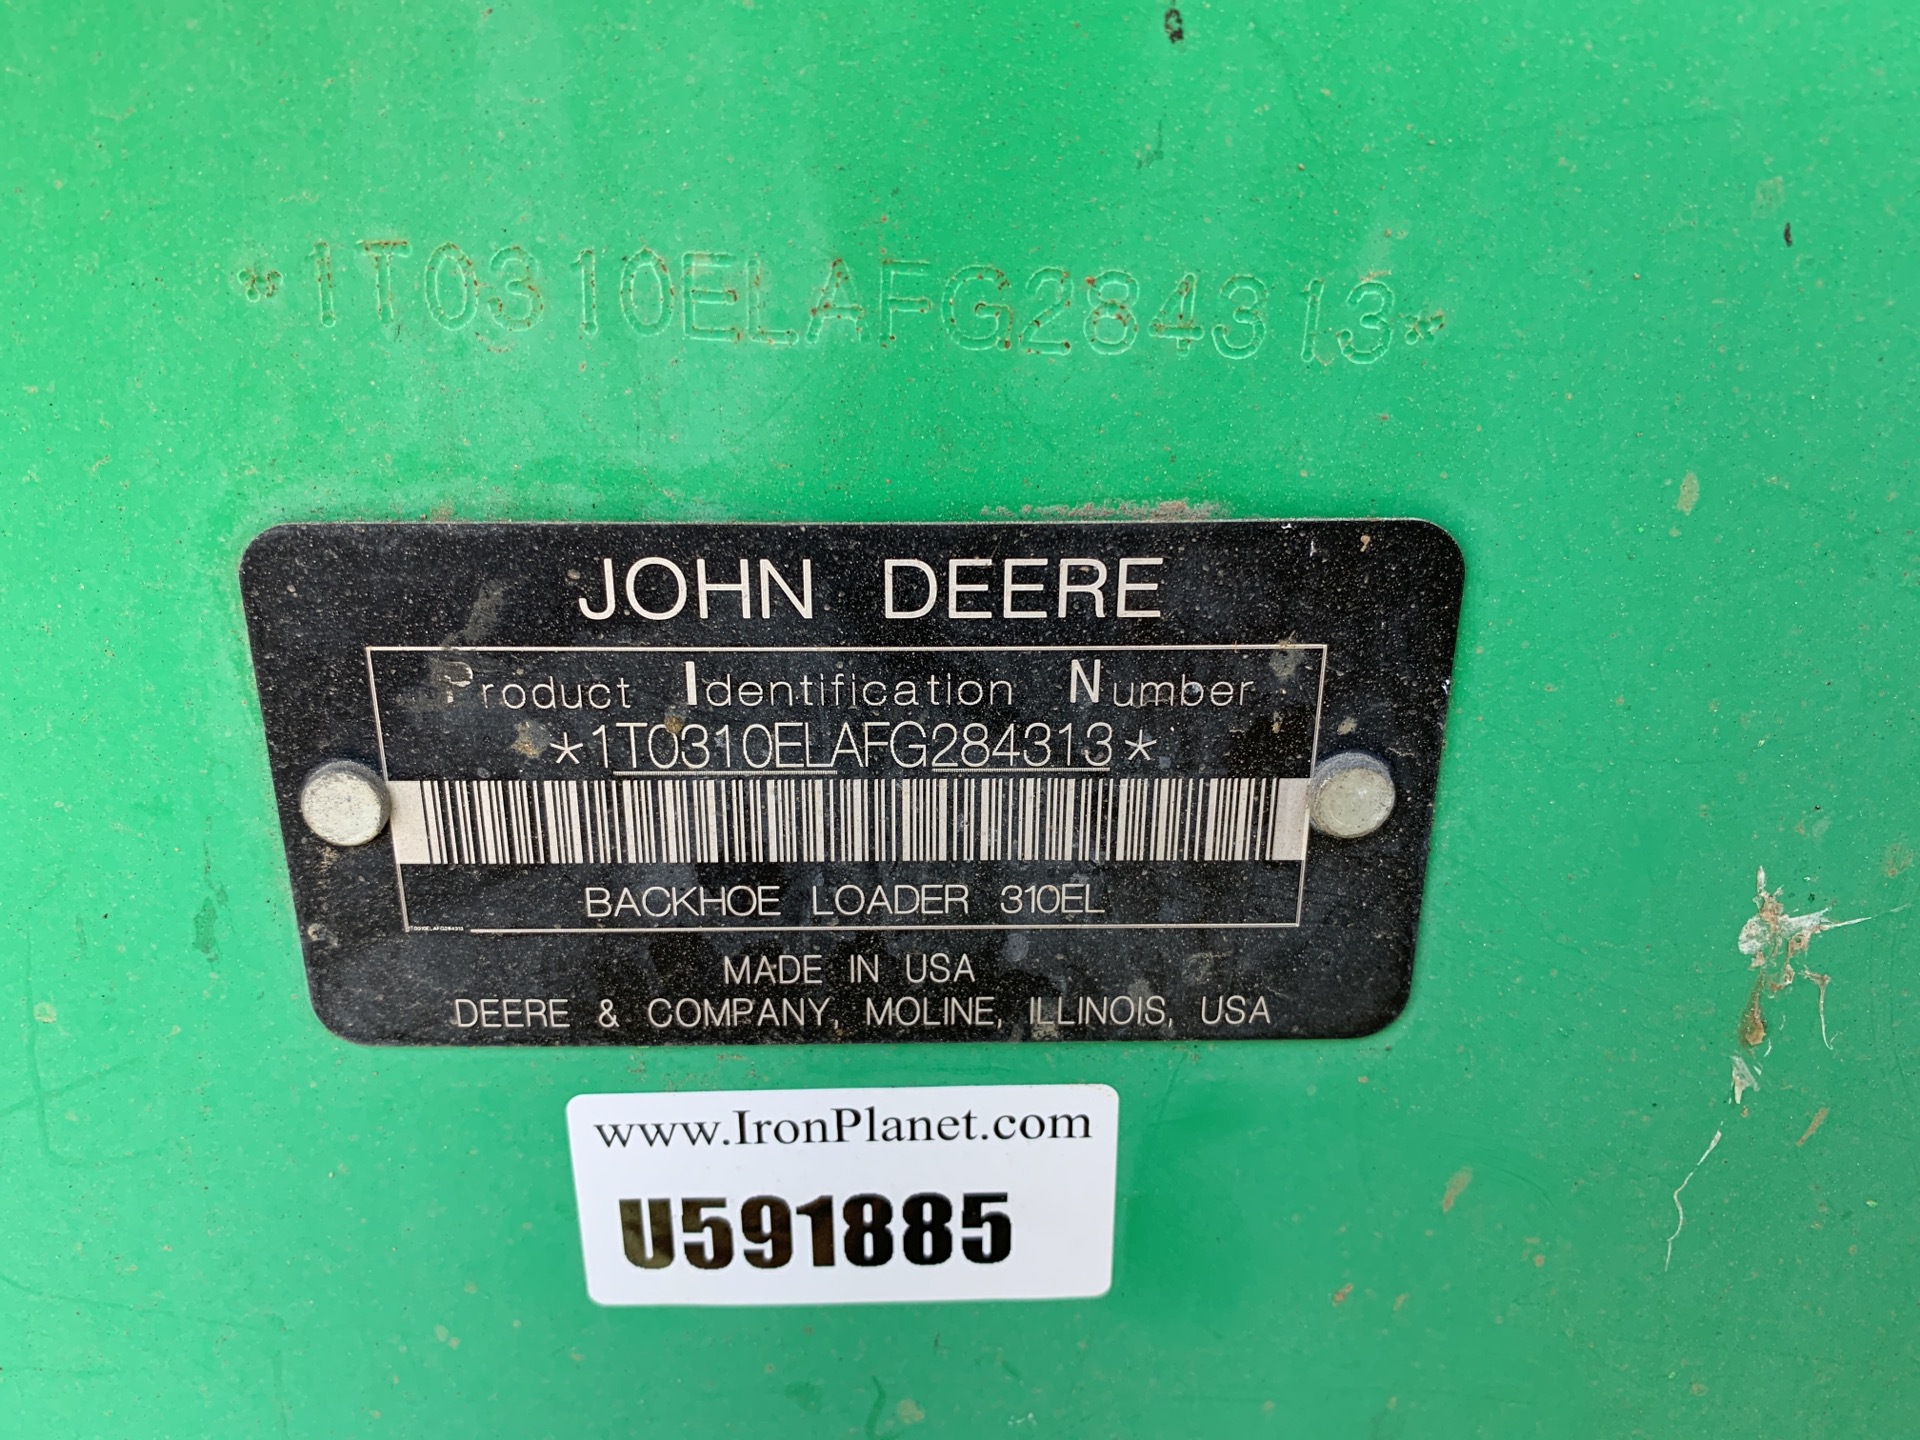 *1T0310ELAFG284313*
JOHN DEERE
Product Identification Number
*1T0310ELAFG284313*
BACKHOE LOADER 310EL
1T0310ELAFG284313
MADE IN USA
DEERE & COMPANY, MOLINE, ILLINOIS, USA
www.IronPlanet.com
U591885